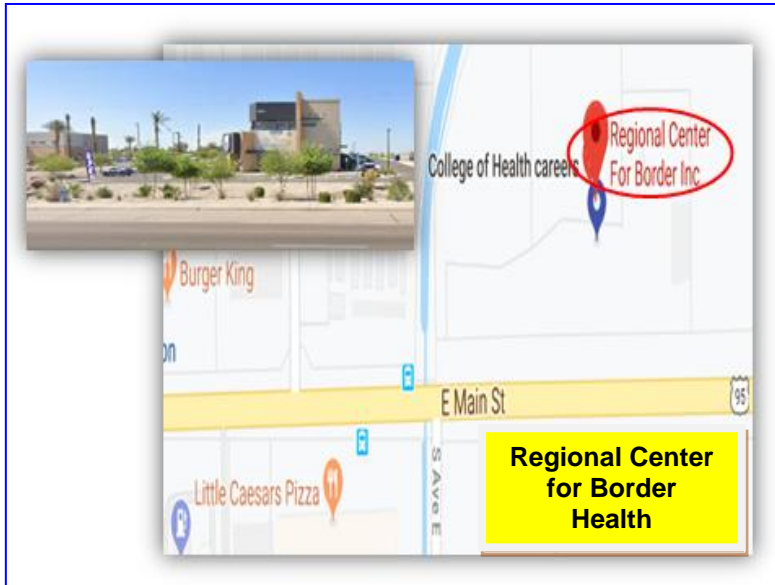 Regional Center
For Border Inc
College of Health careers
Burger King
on
E Main St
95
S Ave E
Little Caesars Pizza
Regional Center
for Border
Health